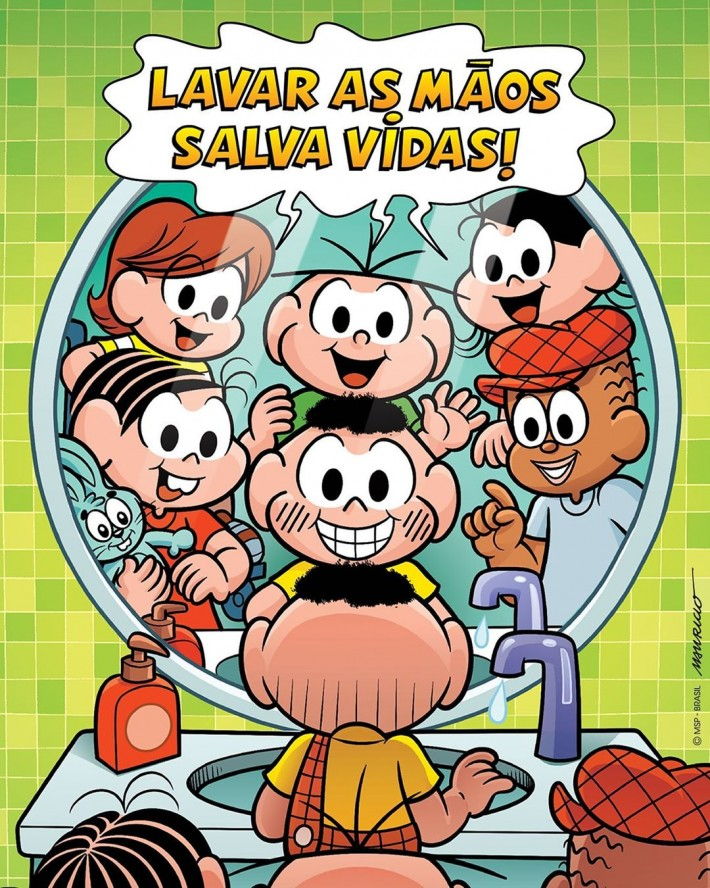 LAVAR AS MÃOS
SALVA VIDAS!
MAURICIO
© MSP - BRASIL